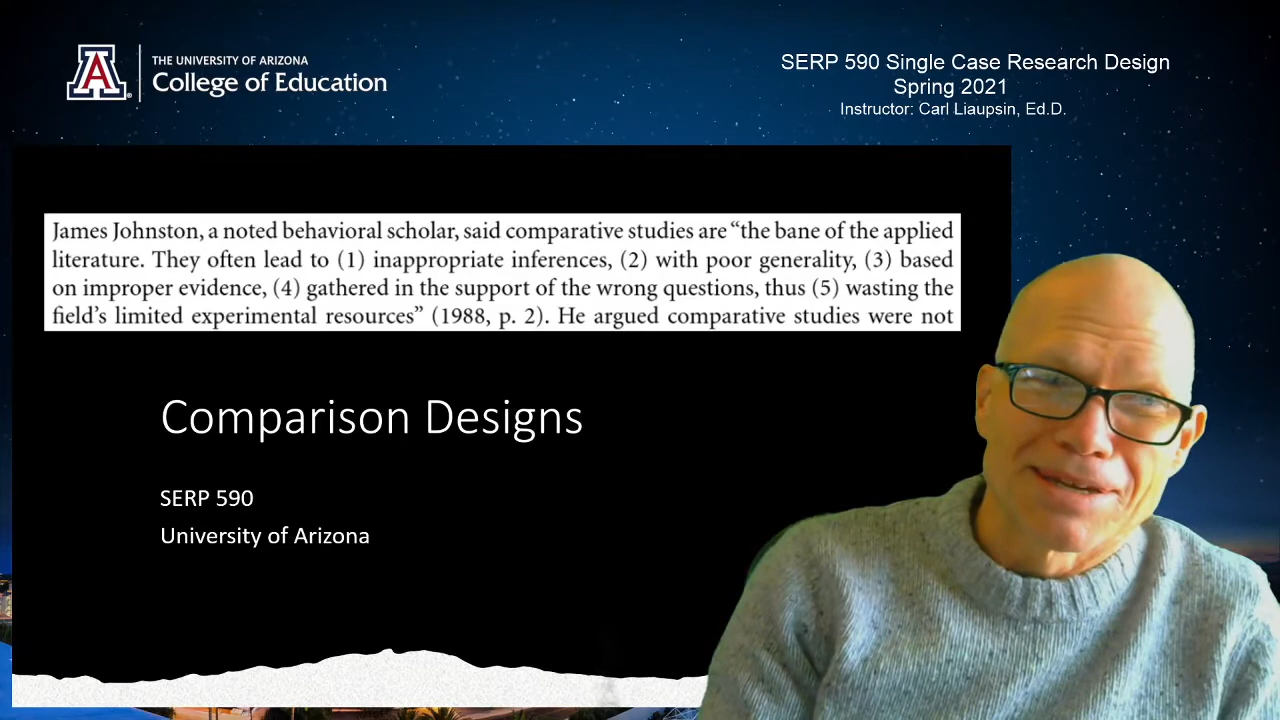 THE UNIVERSITY OF ARIZONA
College of Education
SERP 590 Single Case Research Design
Spring 2021
Instructor: Carl Liaupsin, Ed.D.
James Johnston, a noted behavioral scholar, said comparative studies are “the bane of the applied
literature. They often lead to (1) inappropriate inferences, (2) with poor generality, (3) based
on improper evidence, (4) gathered in the support of the wrong questions, thus (5) wasting the
field’s limited experimental resources” (1988, p. 2). He argued comparative studies were not
Comparison Designs
SERP 590
University of Arizona